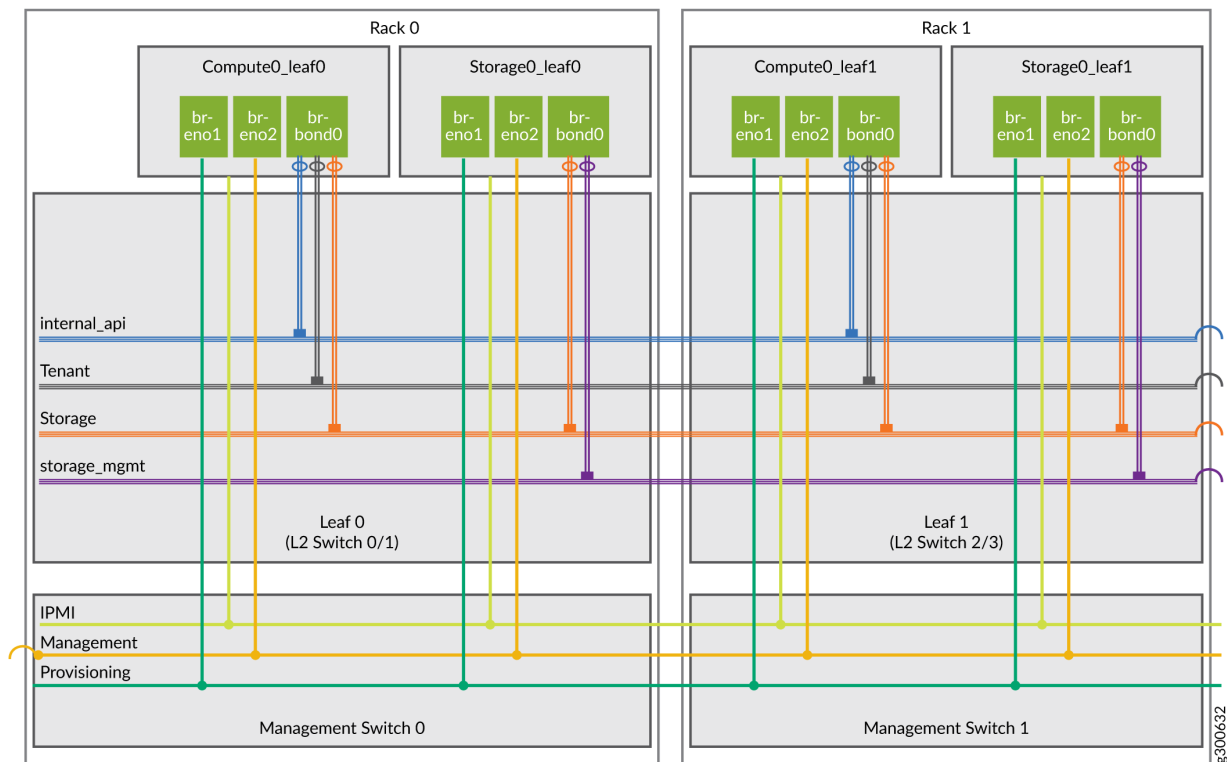 Rack 0
Rack 1
Compute0_leaf0
Storage0_leaf0
Compute0_leaf1
Storage0_leaf1
br-
eno1
br-
eno2
br-
bond0
br-
eno1
br-
eno2
br-
bond0
br-
eno1
br-
eno2
br-
bond0
br-
eno1
br-
eno2
br-
bond0
internal_api
Tenant
Storage
storage_mgmt
Leaf 0
(L2 Switch 0/1)
Leaf 1
(L2 Switch 2/3)
IPMI
Management
Provisioning
Management Switch 0
Management Switch 1
g300632